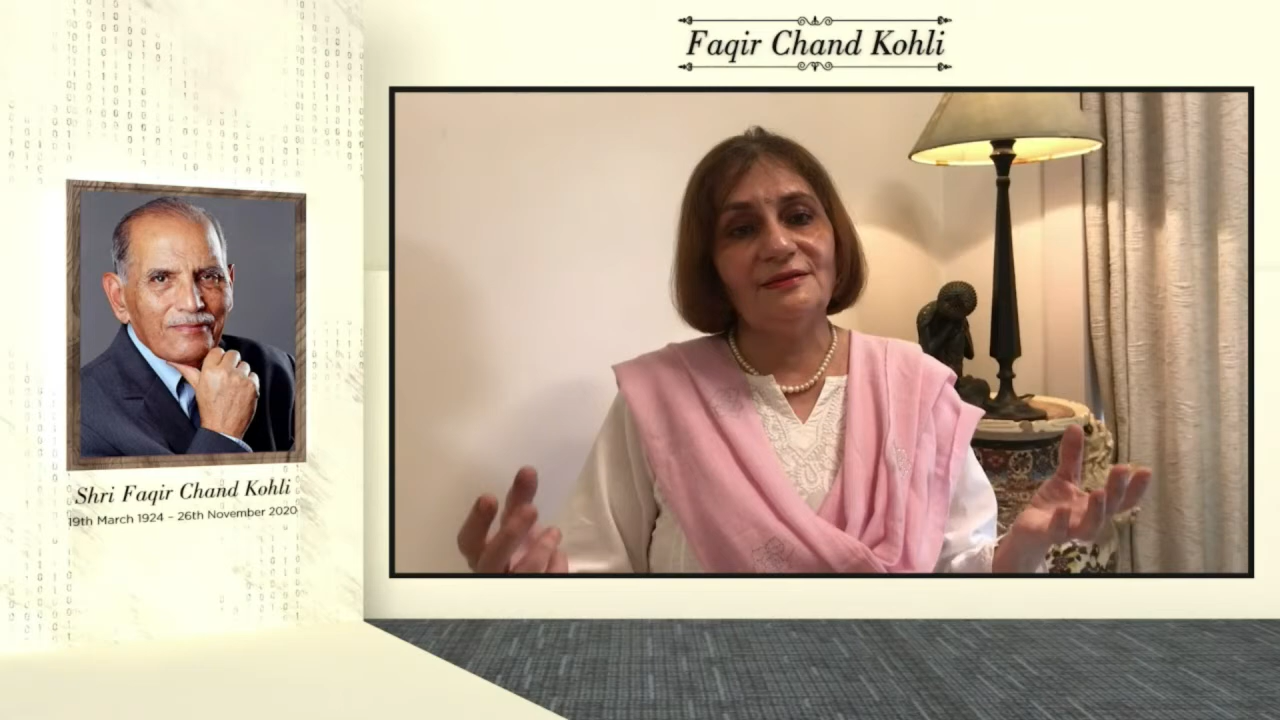 Faqir Chand Kohli
Shri Faqir Chand Kohli
19th March 1924 – 26th November 2020